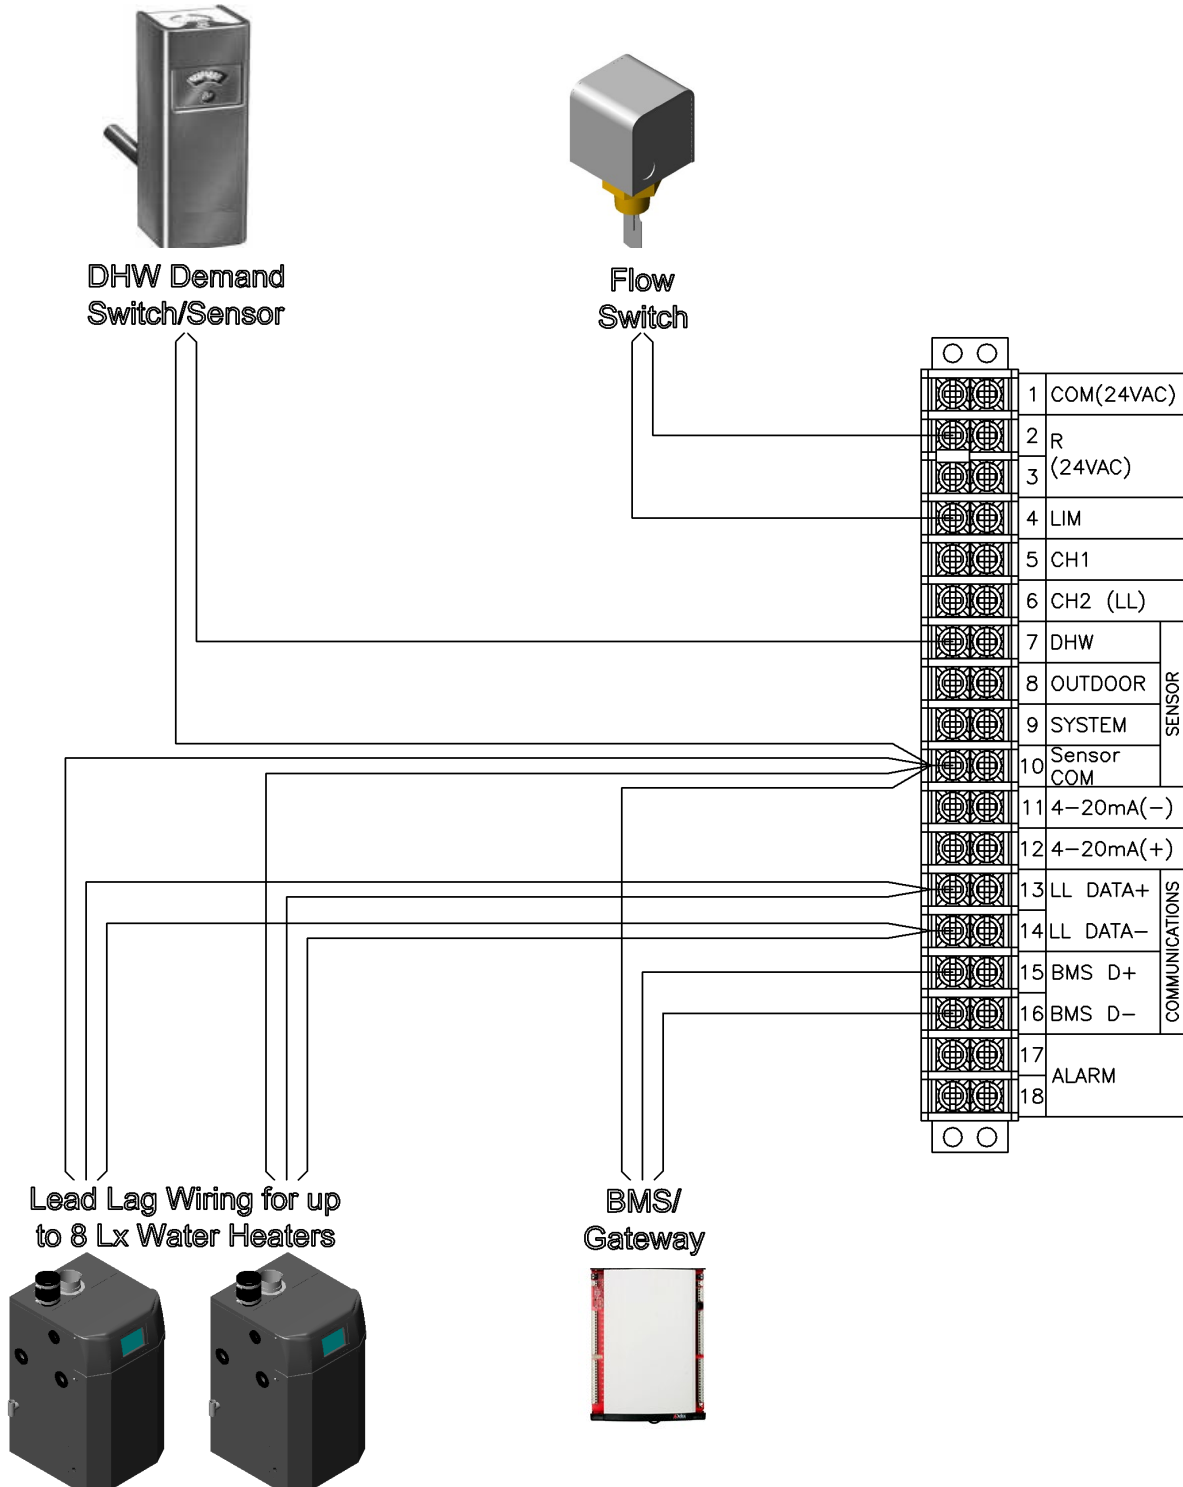 DHW Demand
Switch/Sensor
Flow
Switch
1 COM(24VAC)
2 R
3 (24VAC)
4 LIM
5 CH1
6 CH2 (LL)
7 DHW
8 OUTDOOR
9 SYSTEM
10 Sensor
COM
SENSOR
11 4-20mA(-)
12 4-20mA(+)
13 LL DATA+
14 LL DATA-
15 BMS D+
16 BMS D-
COMMUNICATIONS
17
ALARM
18
Lead Lag Wiring for up
to 8 Lx Water Heaters
BMS/
Gateway